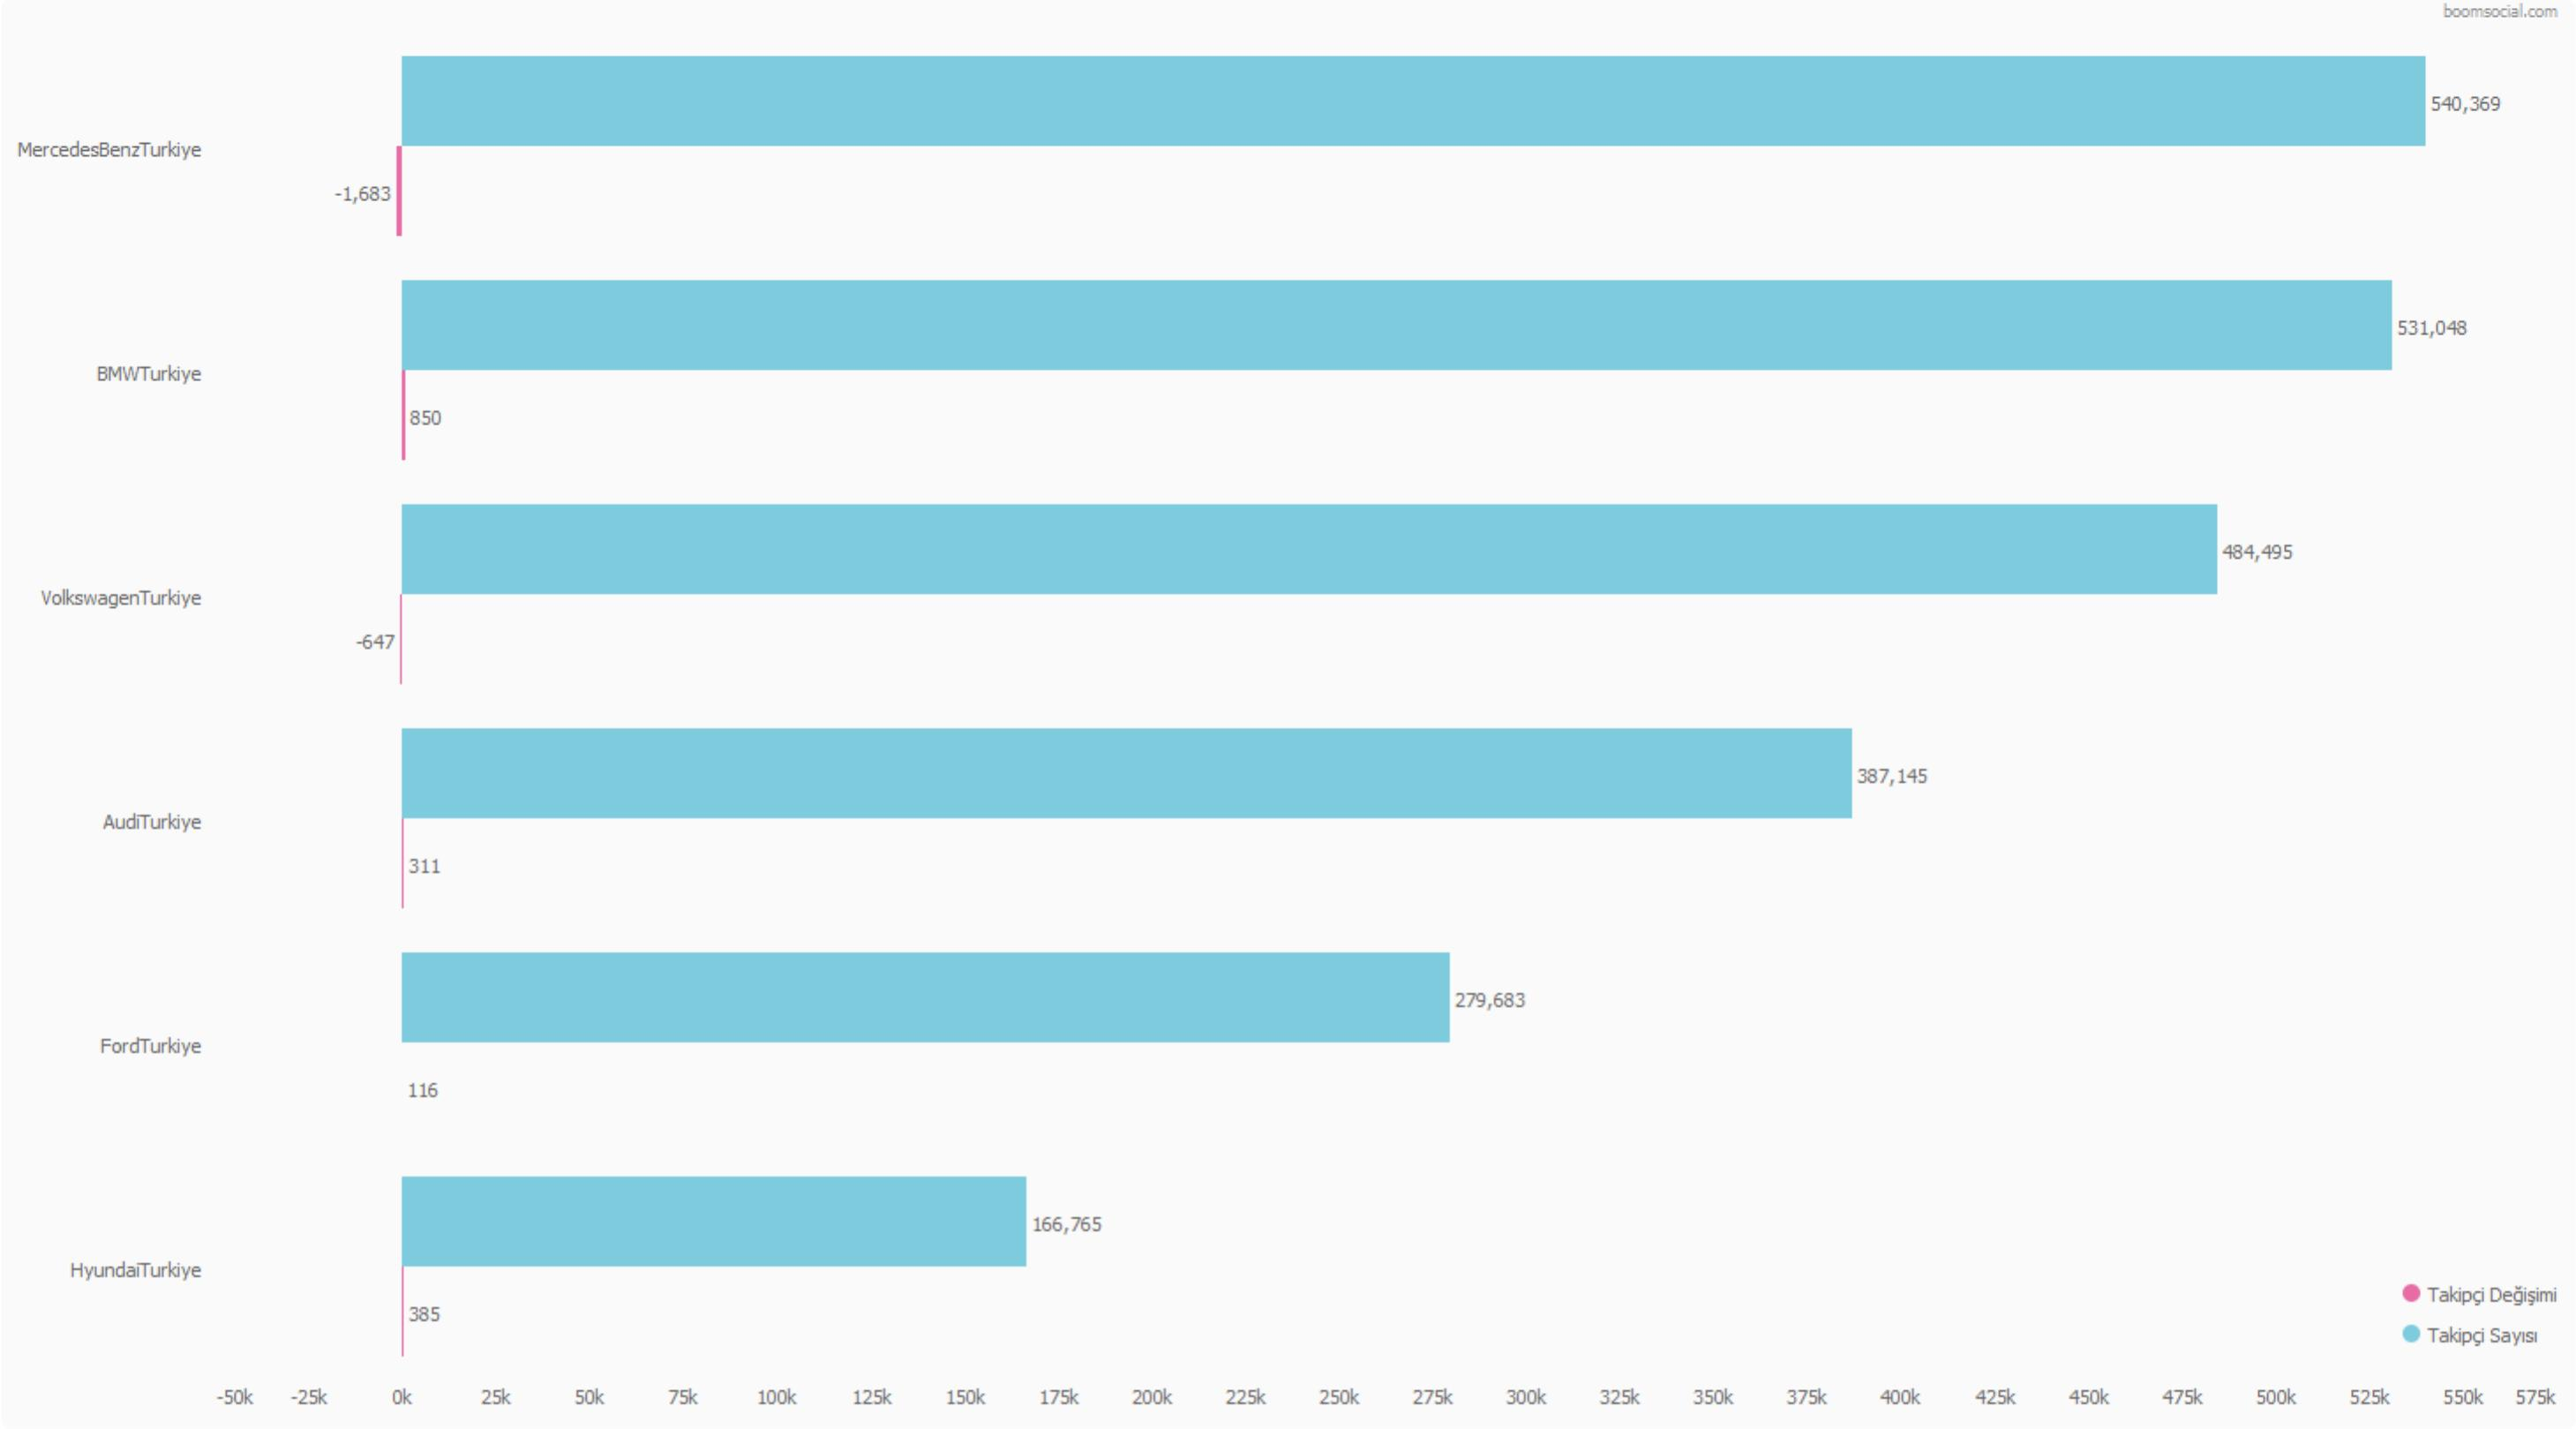 boomsocial.com
MercedesBenzTurkiye
540,369
-1,683
BMWTurkiye
531,048
850
VolkswagenTurkiye
484,495
-647
AudiTurkiye
387,145
311
FordTurkiye
279,683
116
HyundaiTurkiye
166,765
385
Takipçi Değişimi
Takipçi Sayısı
-50k -25k 0k 25k 50k 75k 100k 125k 150k 175k 200k 225k 250k 275k 300k 325k 350k 375k 400k 425k 450k 475k 500k 525k 550k 575k